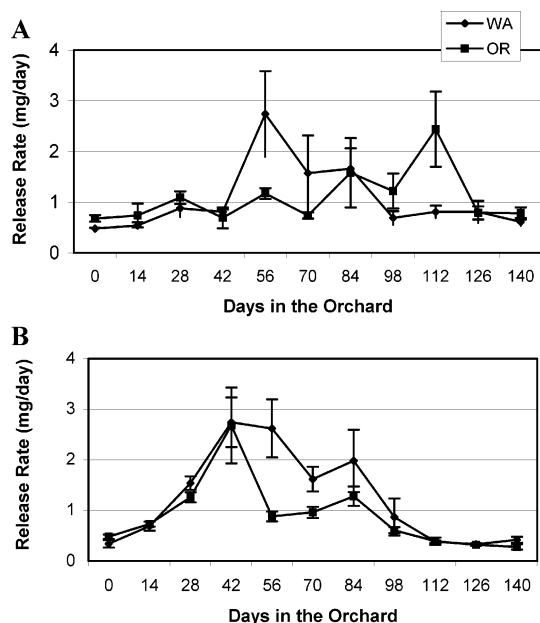 A
WA
OR
4
3
2
1
0
Release Rate (mg/day)
0 14 28 42 56 70 84 98 112 126 140
Days in the Orchard
B
4
3
2
1
0
Release Rate (mg/day)
0 14 28 42 56 70 84 98 112 126 140
Days in the Orchard